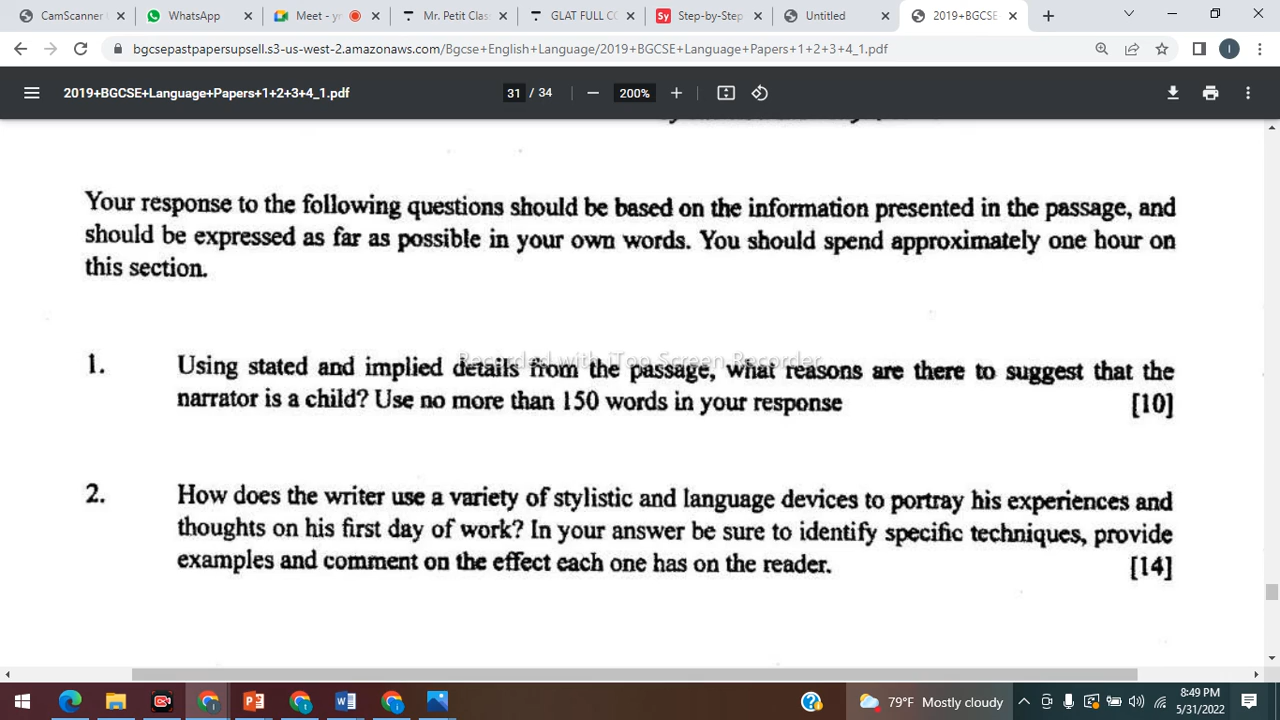 CamScanner
WhatsApp
Meet - yn
Mr. Petit Clas
GLAT FULL CO
Sy Step-by-Step
Untitled
2019+BGCSE
bgcsepastpapersupsell.s3-us-west-2.amazonaws.com/Bgcse+English+Language/2019+BGCSE+Language+Papers+1+2+3+4_1.pdf
I
2019+BGCSE+Language+Papers+1+2+3+4_1.pdf
31 / 34
200%
Your response to the following questions should be based on the information presented in the passage, and
should be expressed as far as possible in your own words. You should spend approximately one hour on
this section.
Recorded with iTop Screen Recorder
1. Using stated and implied details from the passage, what reasons are there to suggest that the
narrator is a child? Use no more than 150 words in your response [10]
2. How does the writer use a variety of stylistic and language devices to portray his experiences and
thoughts on his first day of work? In your answer be sure to identify specific techniques, provide
examples and comment on the effect each one has on the reader. [14]
79°F Mostly cloudy
8:49 PM
5/31/2022